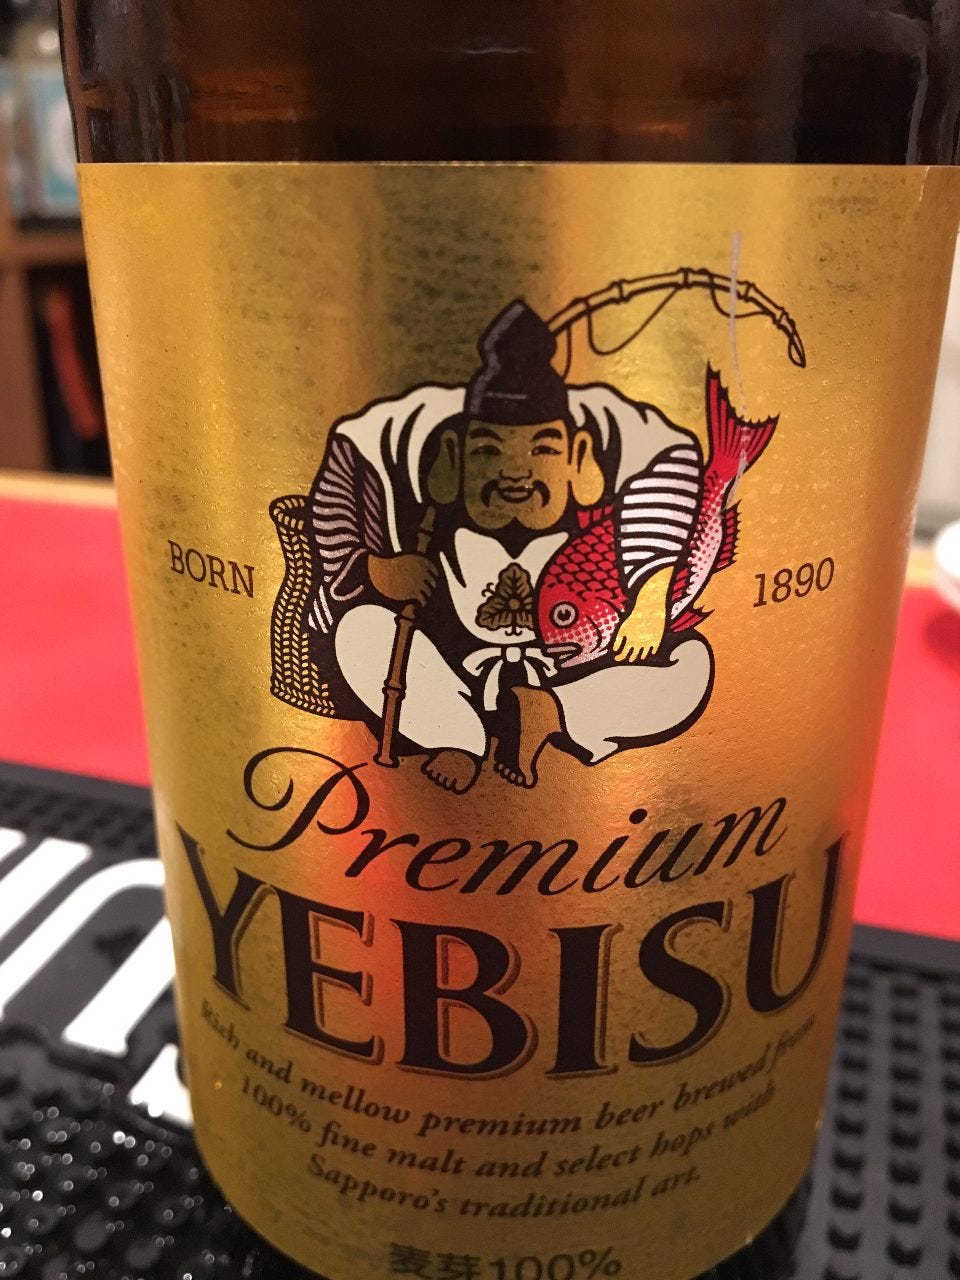 BORN 1890
Premium
YEBISU
Rich and mellow premium beer brewed from
100% fine malt and select hops with
Sapporo's traditional art.
麦芽100%